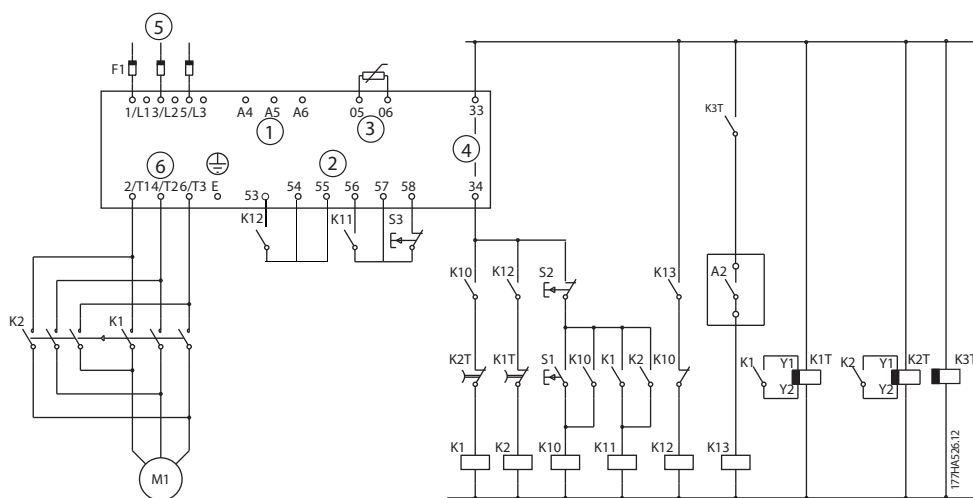 5
F1
1/L1 3/L2 5/L3 A4 A5 A6 05 06 33
1 3 4
K3T
6 2
2/T1 4/T2 6/T3 E 53 54 55 56 57 58 34
K12 K11 S3
K10 K12 S2 K13 A2
K2 K1
K2T K1T S1 K10 K1 K2 K10 K1 Y1 K1T K2 Y1 K2T K3T
Y2 Y2
K1 K2 K10 K11 K12 K13
M1
177HA526.12